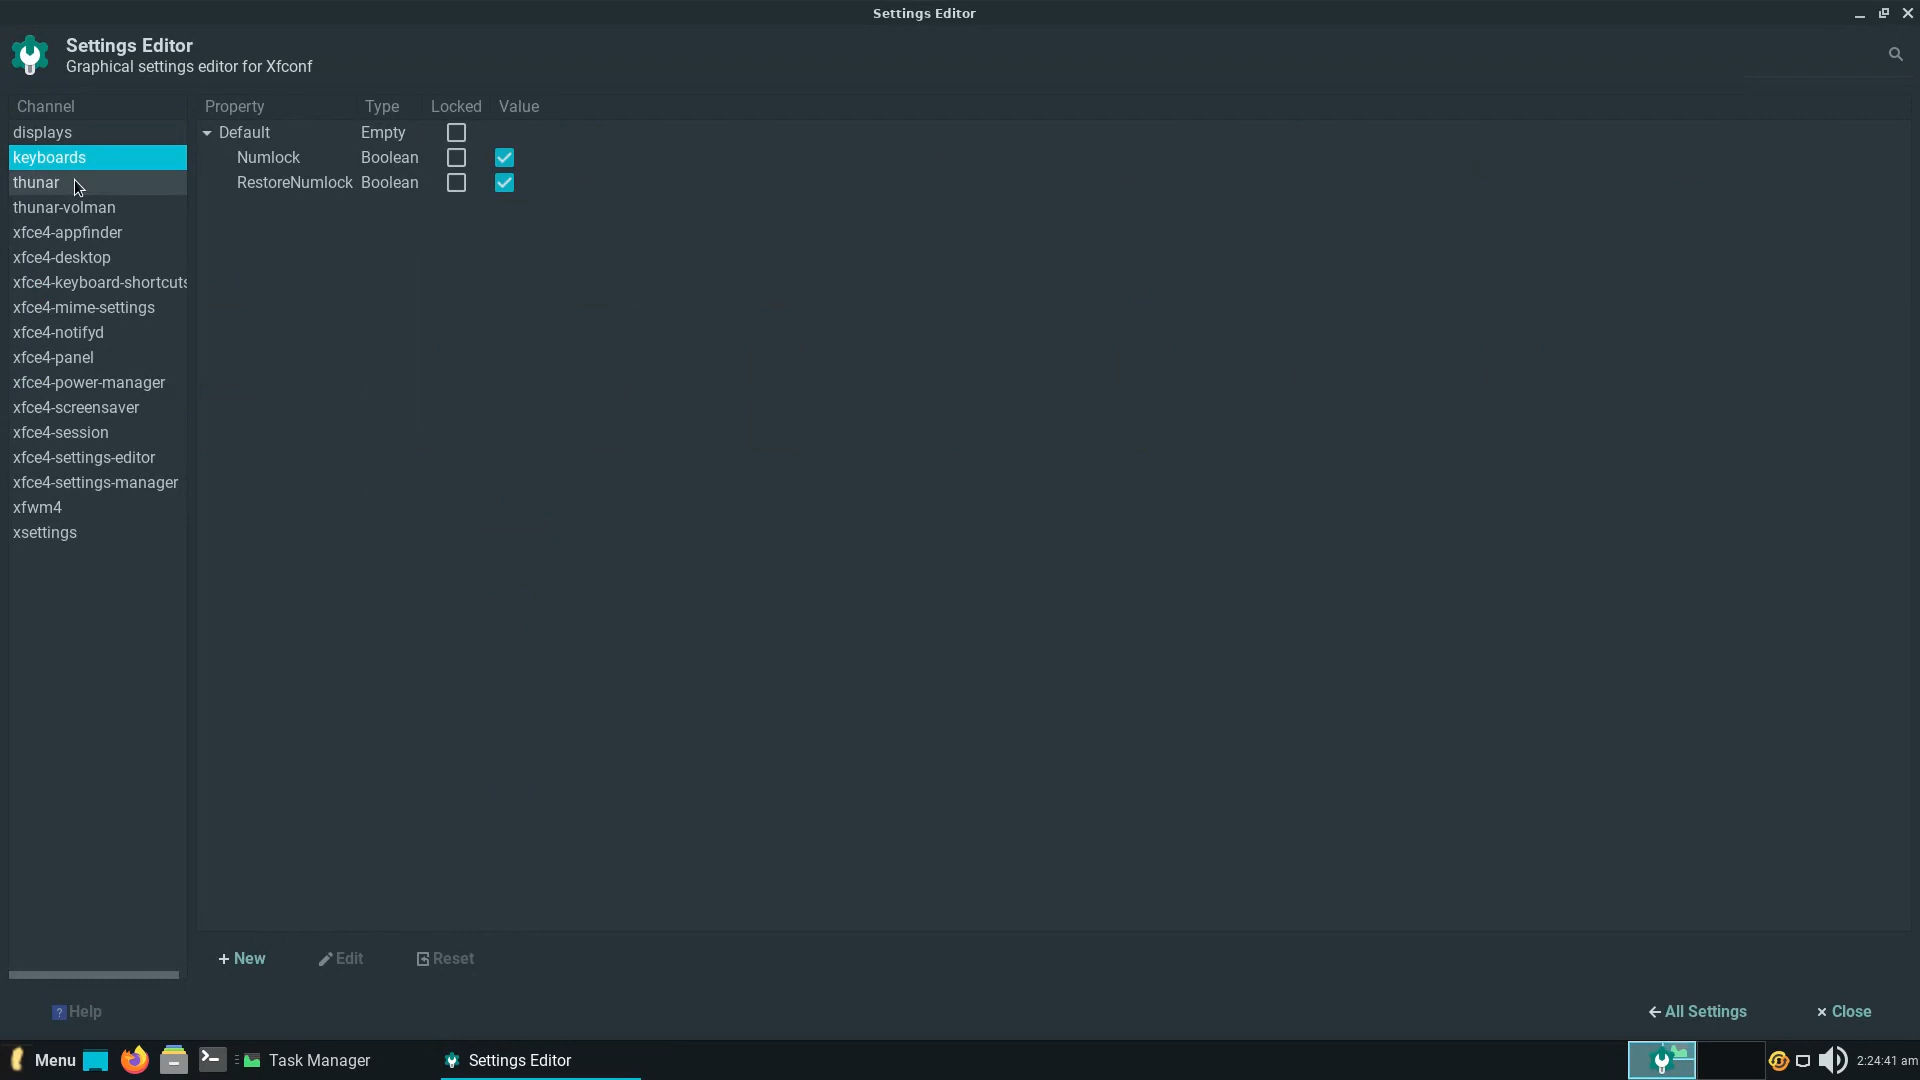 Settings Editor
Settings Editor
Graphical settings editor for Xfconf
Channel Property Type Locked Value
displays Default Empty
keyboards Numlock Boolean
thunar RestoreNumlock Boolean
thunar-volman
xfce4-appfinder
xfce4-desktop
xfce4-keyboard-shortcuts
xfce4-mime-settings
xfce4-notifyd
xfce4-panel
xfce4-power-manager
xfce4-screensaver
xfce4-session
xfce4-settings-editor
xfce4-settings-manager
xfwm4
xsettings
+ New Edit Reset
? Help All Settings Close
Menu Task Manager Settings Editor 2:24:41 am